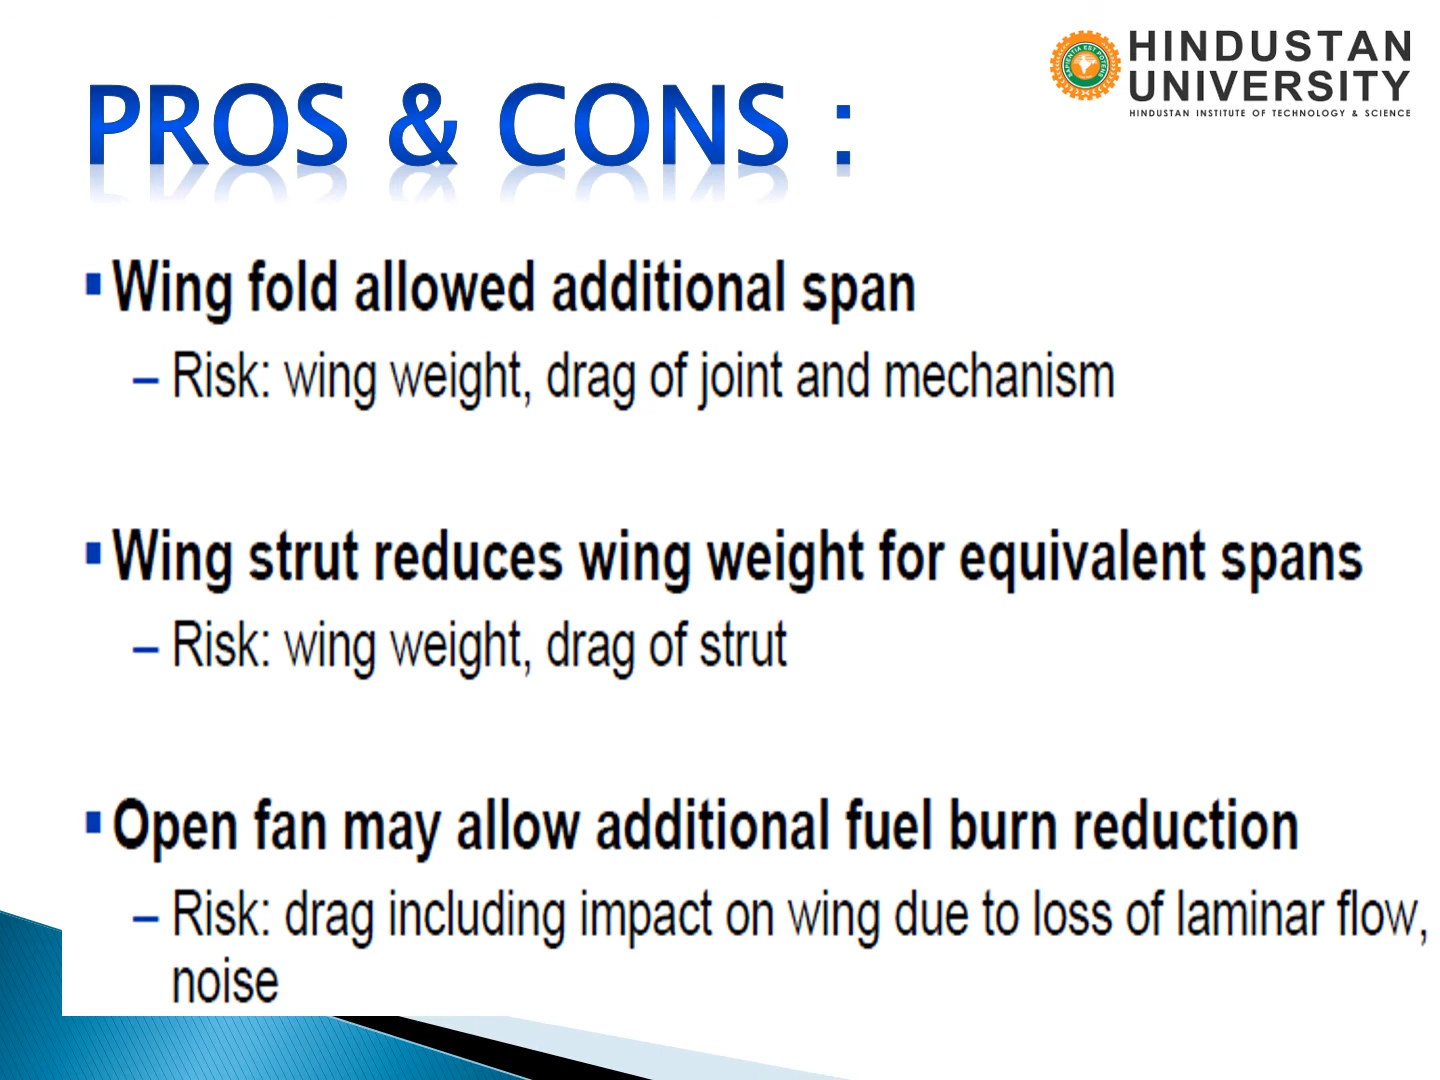 HINDUSTAN
UNIVERSITY
HINDUSTAN INSTITUTE OF TECHNOLOGY & SCIENCE
PROS & CONS :
▪ Wing fold allowed additional span
– Risk: wing weight, drag of joint and mechanism
▪ Wing strut reduces wing weight for equivalent spans
– Risk: wing weight, drag of strut
▪ Open fan may allow additional fuel burn reduction
– Risk: drag including impact on wing due to loss of laminar flow,
noise